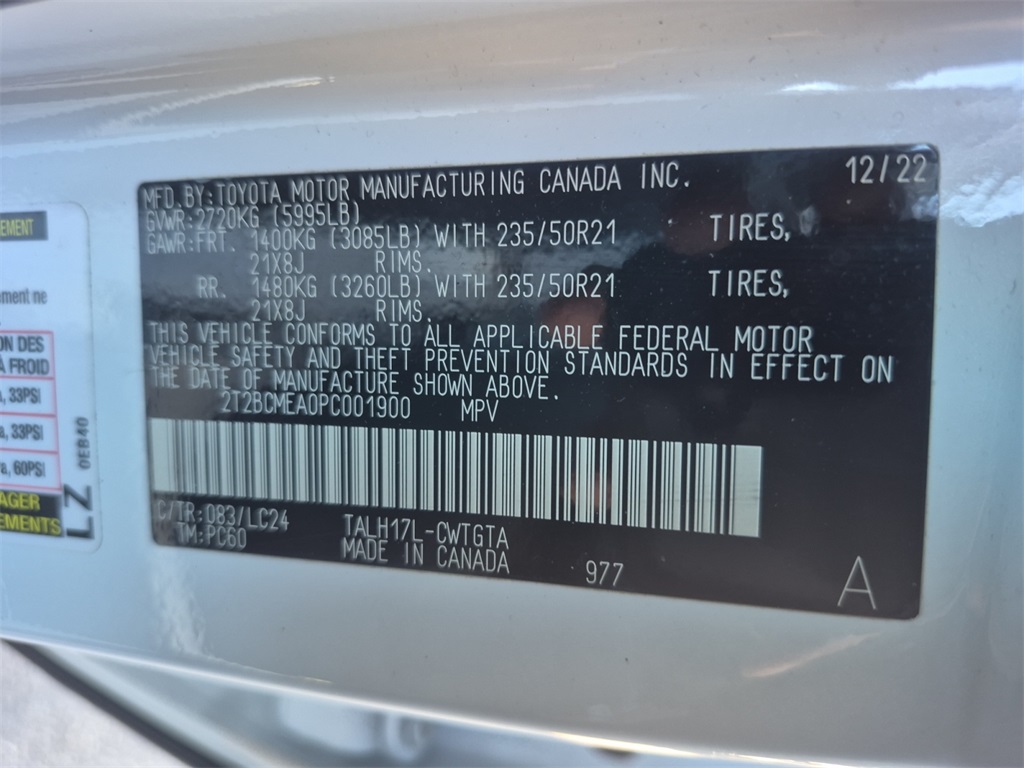 MFD.BY:TOYOTA MOTOR MANUFACTURING CANADA INC. 12/22
GVWR:2720KG (5995LB)
GAWR:FRT. 1400KG (3085LB) WITH 235/50R21 TIRES,
21X8J RIMS.
RR. 1480KG (3260LB) WITH 235/50R21 TIRES,
21X8J RIMS.
THIS VEHICLE CONFORMS TO ALL APPLICABLE FEDERAL MOTOR
VEHICLE SAFETY AND THEFT PREVENTION STANDARDS IN EFFECT ON
THE DATE OF MANUFACTURE SHOWN ABOVE.
2T2BCMEA0PC001900 MPV
C/TR:083/LC24 TALH17L-CWTGTA
TM:PC60 MADE IN CANADA 977 A
EMENT
ement ne
ON DES
À FROID
, 33PSI
a, 33PSI
a, 60PSI
AGER
EMENTS
LZ 0EB40